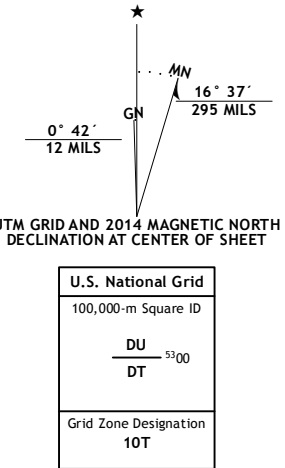 ★
MN
16° 37´
295 MILS
GN
0° 42´
12 MILS
UTM GRID AND 2014 MAGNETIC NORTH
DECLINATION AT CENTER OF SHEET
U.S. National Grid
100,000-m Square ID
DU
5300
DT
Grid Zone Designation
10T